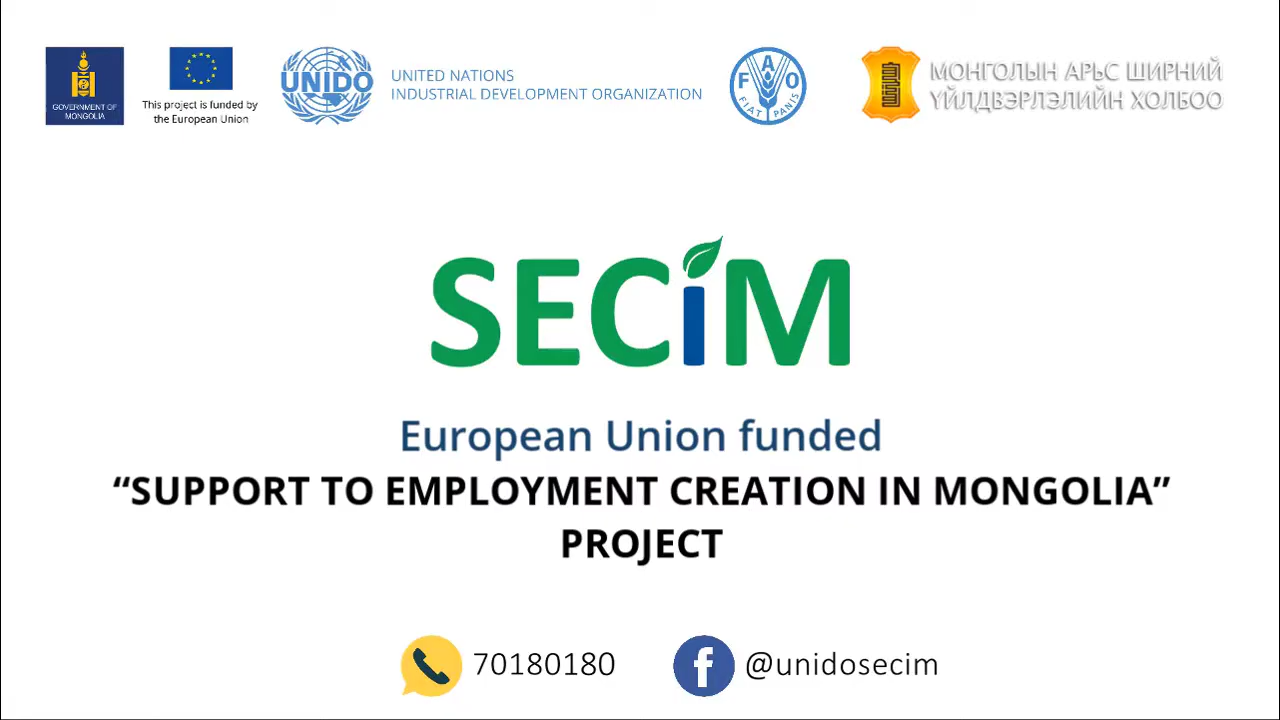 GOVERNMENT OF
MONGOLIA
This project is funded by
the European Union
UNIDO
UNITED NATIONS
INDUSTRIAL DEVELOPMENT ORGANIZATION
F A O
FIAT PANIS
МОНГОЛЫН АРЬС ШИРНИЙ
ҮЙЛДВЭРЛЭЛИЙН ХОЛБОО
SECiM
European Union funded
“SUPPORT TO EMPLOYMENT CREATION IN MONGOLIA”
PROJECT
70180180
@unidosecim